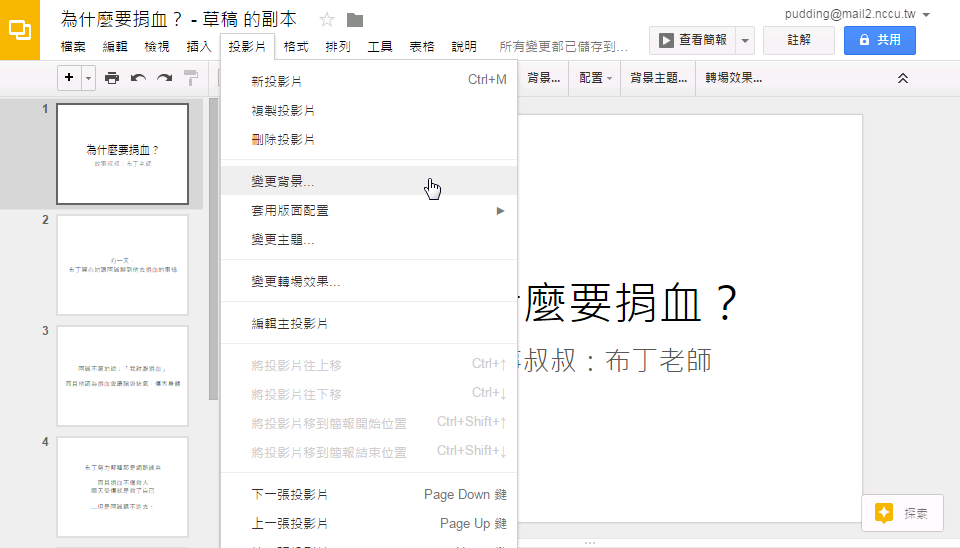 為什麼要捐血？ - 草稿 的副本
pudding@mail2.nccu.tw
檔案 編輯 檢視 插入 投影片 格式 排列 工具 表格 說明 所有變更都已儲存到...
查看簡報
註解
共用
背景... 配置 背景主題... 轉場效果...
新投影片 Ctrl+M
複製投影片
刪除投影片
變更背景...
套用版面配置
變更主題...
變更轉場效果...
編輯主投影片
將投影片往上移 Ctrl+↑
將投影片往下移 Ctrl+↓
將投影片移到簡報開始位置 Ctrl+Shift+↑
將投影片移到簡報結束位置 Ctrl+Shift+↓
下一張投影片 Page Down 鍵
上一張投影片 Page Up 鍵
1
為什麼要捐血？
故事叔叔：布丁老師
2
有一天，
3
4
而且捐血不僅救人
麼要捐血？
叔叔：布丁老師
探索